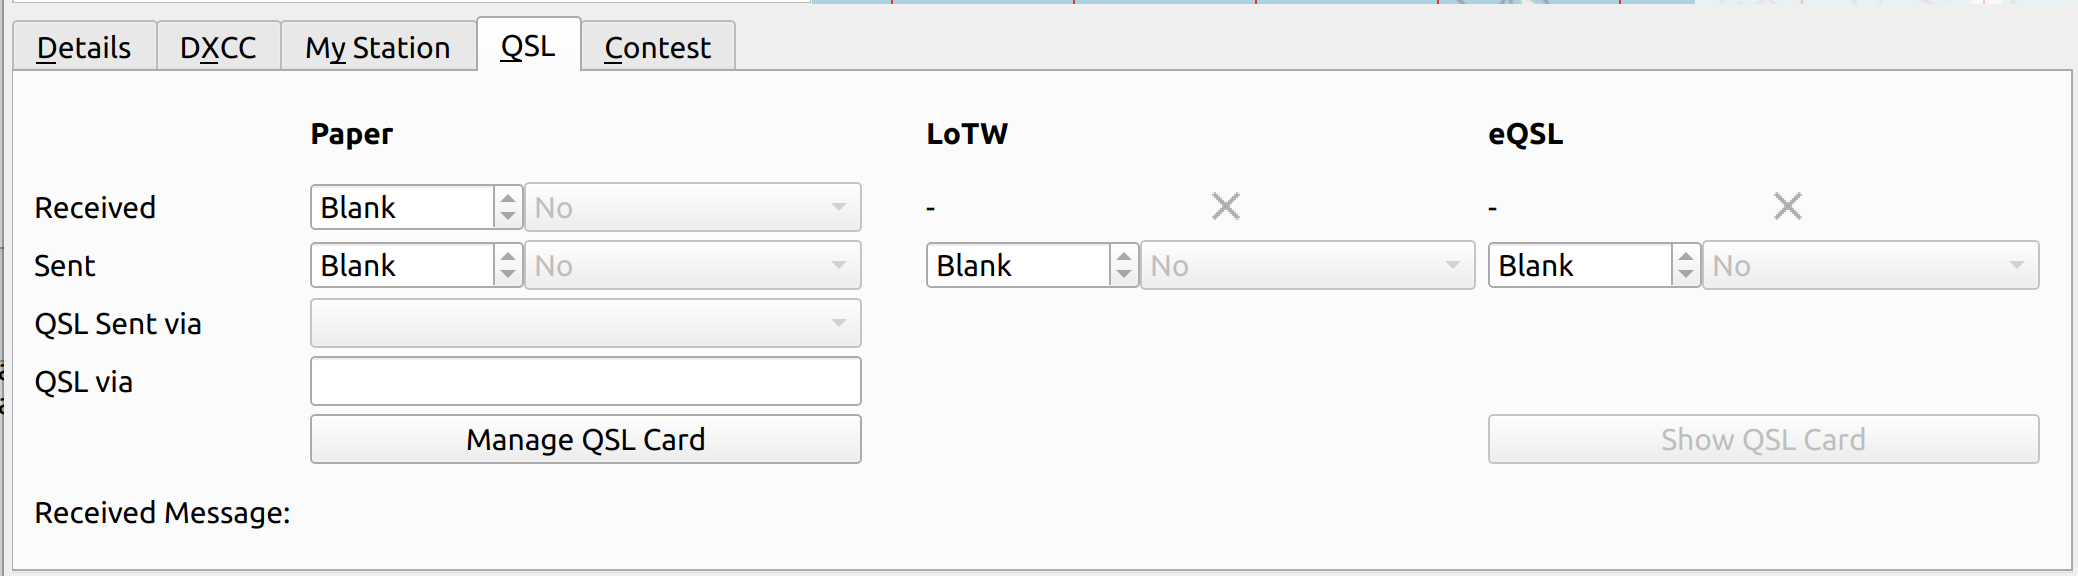 Details DXCC My Station QSL Contest
Paper LoTW eQSL
Received Blank No -  -
Sent Blank No Blank No Blank No
QSL Sent via
QSL via
Manage QSL Card Show QSL Card
Received Message: